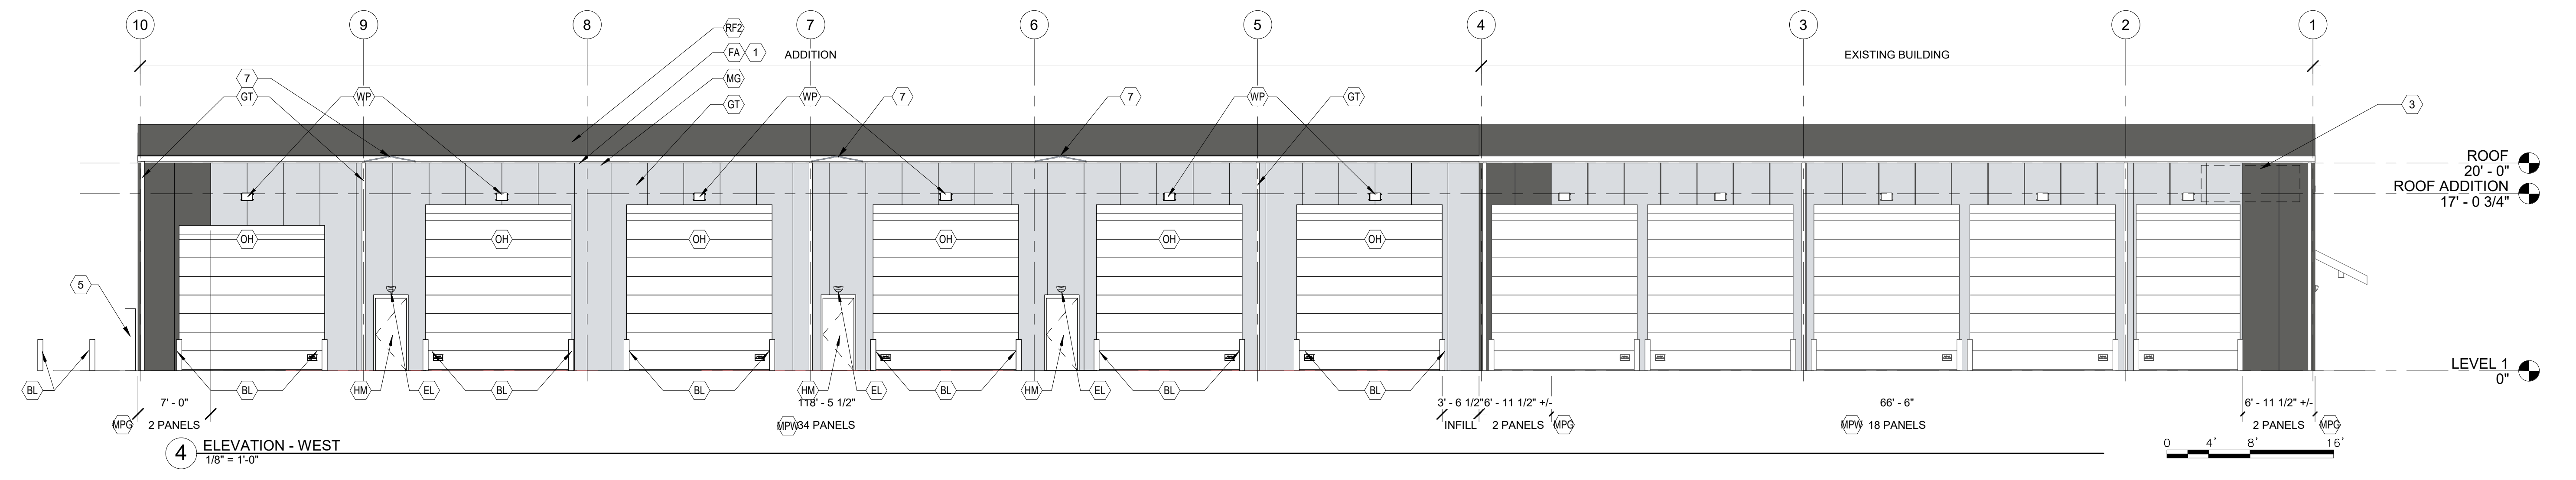 10 9 8 7 6 5 4 3 2 1
RF2
FA 1
ADDITION
EXISTING BUILDING
7
MG
GT WP GT WP 7 7 WP GT 3
ROOF
20' - 0"
ROOF ADDITION
17' - 0 3/4"
OH OH OH OH OH OH
5
LEVEL 1
0"
BL BL HM EL BL BL HM EL BL HM EL BL BL
7' - 0" 118' - 5 1/2" 3' - 6 1/2" 6' - 11 1/2" +/- 66' - 6" 6' - 11 1/2" +/-
MPG 2 PANELS MPW 34 PANELS INFILL 2 PANELS MPG MPW 18 PANELS 2 PANELS MPG
4 ELEVATION - WEST
1/8" = 1'-0"
0 4' 8' 16'